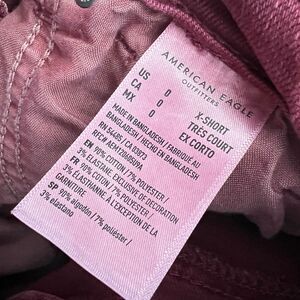 AMERICAN EAGLE
OUTFITTERS
US 0 X-SHORT
CA 0 TRÈS COURT
MX 0 EX CORTO
MADE IN BANGLADESH / FABRIQUÉ AU
BANGLADESH / HECHO EN BANGLADESH
RN 54485 / CA 03973
EN 90% COTTON / 7% POLYESTER /
3% ELASTANE. EXCLUSIVE OF DECORATION
FR 90% COTON / 7% POLYESTER /
3% ÉLASTHANNE. À L'EXCEPTION DE LA
GARNITURE
SP 90% algodón / 7% poliéster /
3% elastano